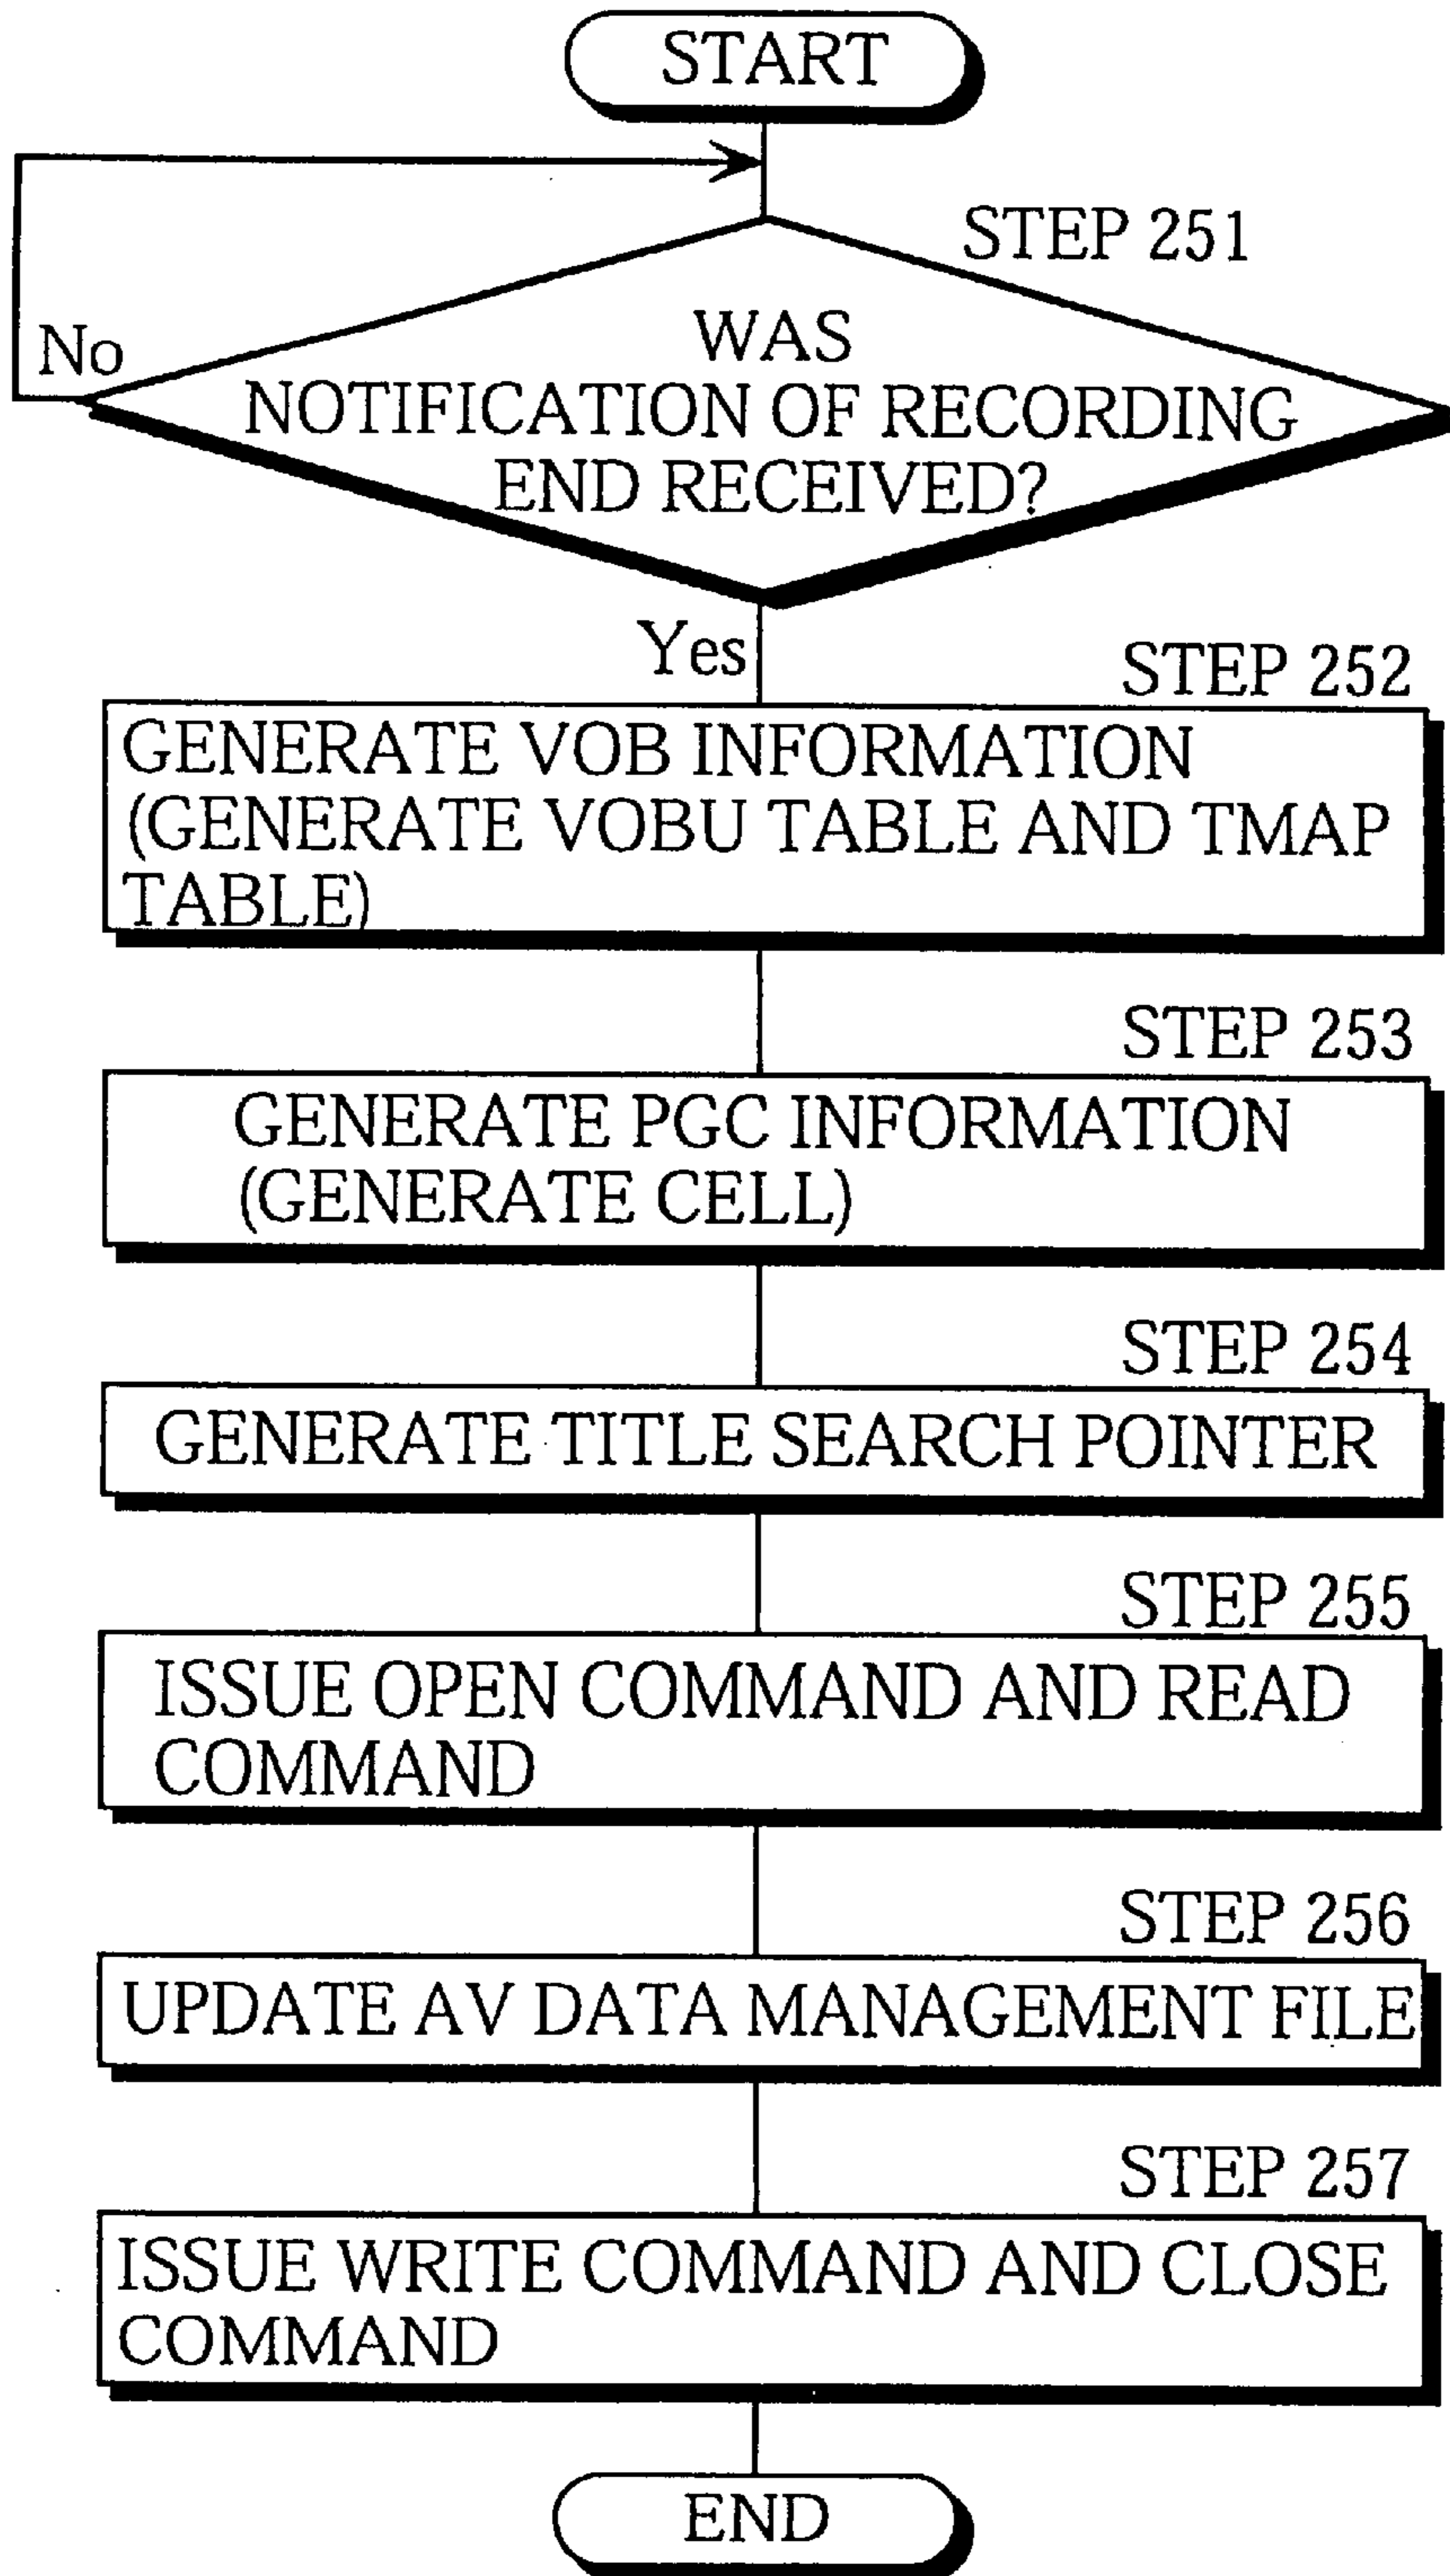 START
STEP 251
No
WAS
NOTIFICATION OF RECORDING
END RECEIVED?
Yes
STEP 252
GENERATE VOB INFORMATION
(GENERATE VOBU TABLE AND TMAP
TABLE)
STEP 253
GENERATE PGC INFORMATION
(GENERATE CELL)
STEP 254
GENERATE TITLE SEARCH POINTER
STEP 255
ISSUE OPEN COMMAND AND READ
COMMAND
STEP 256
UPDATE AV DATA MANAGEMENT FILE
STEP 257
ISSUE WRITE COMMAND AND CLOSE
COMMAND
END